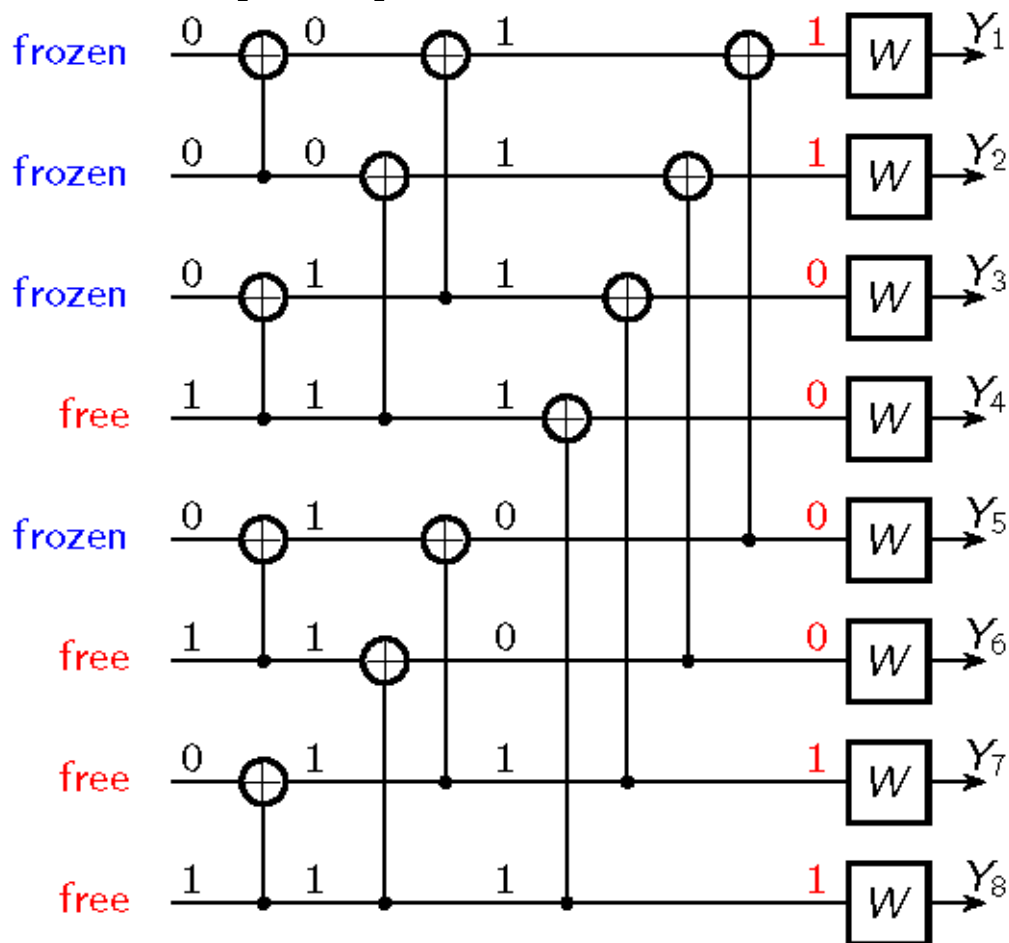 frozen 0 0 1 1 W Y₁
frozen 0 0 1 1 W Y₂
frozen 0 1 1 0 W Y₃
free 1 1 1 0 W Y₄
frozen 0 1 0 0 W Y₅
free 1 1 0 0 W Y₆
free 0 1 1 1 W Y₇
free 1 1 1 1 W Y₈